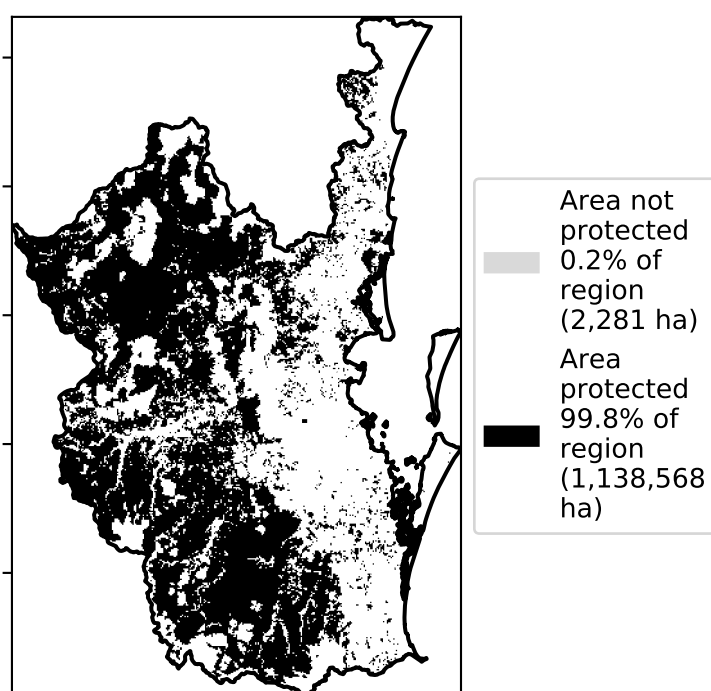 Area not
protected
0.2% of
region
(2,281 ha)
Area
protected
99.8% of
region
(1,138,568
ha)